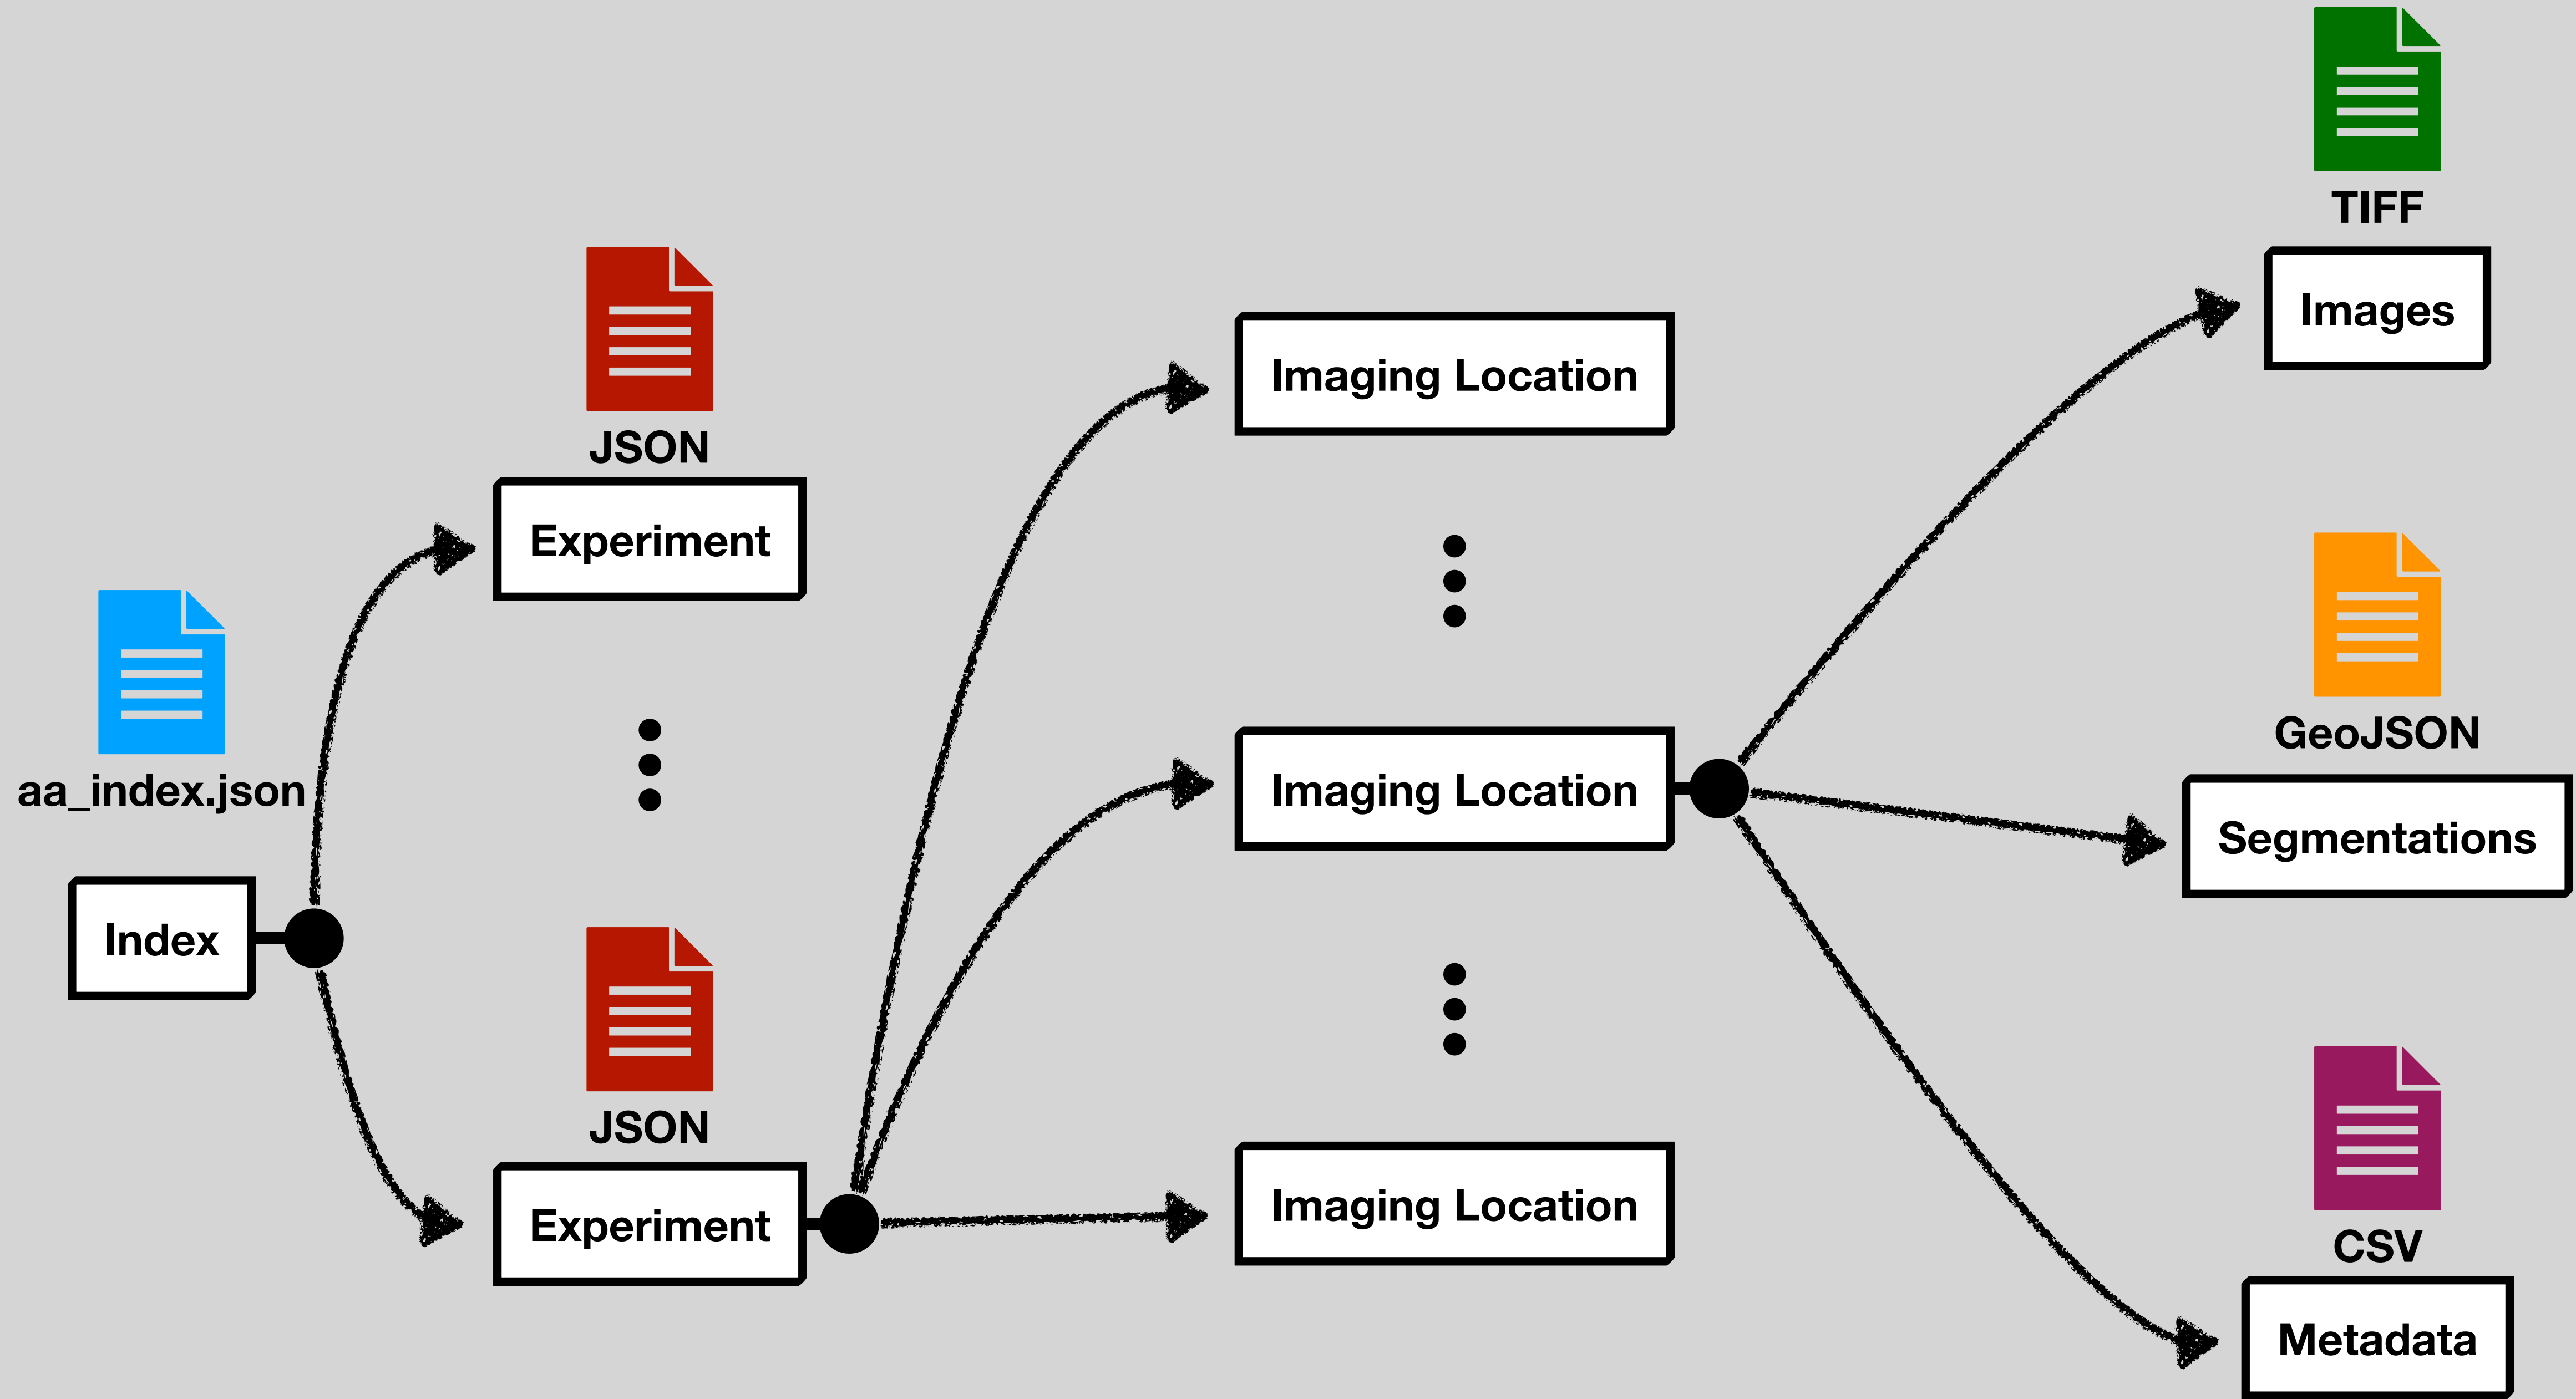 aa_index.json
Index
JSON
Experiment
JSON
Experiment
Imaging Location
Imaging Location
Imaging Location
TIFF
Images
GeoJSON
Segmentations
CSV
Metadata